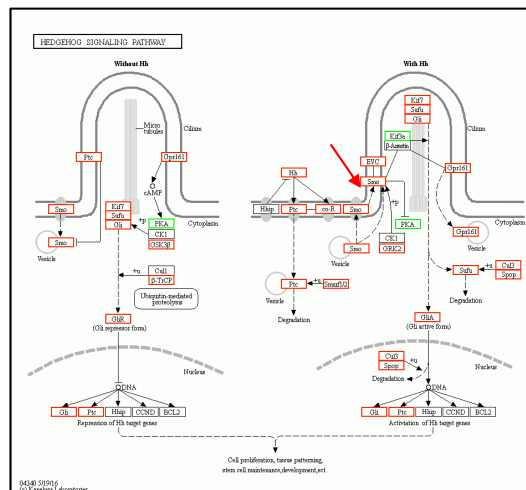 HEDGEHOG SIGNALING PATHWAY
Without Hh
With Hh
Cilium
Micro
tubules
Ptc
Gpr161
cAMP
Smo
Kif7
Sufu
Gli
PKA
CK1
GSK3β
Cytoplasm
Smo
Vesicle
+p
+u
Cul1
β-TrCP
Ubiquitin-mediated
proteolysis
GliR
(Gli repressor form)
Nucleus
DNA
Gli
Ptc
Hhip
CCND
BCL2
Repression of Hh target genes
Kif7
Sufu
Gli
Cilium
Kif3a
β-Arrestin
EVC
Smo
Gpr161
Hh
Hhip
Ptc
co-R
Smo
+p
PKA
Cytoplasm
CK1
GRK2
Smo
Vesicle
Gpr161
Vesicle
Ptc
+u
Smurf1/2
Vesicle
Degradation
Sufu
+u
Cul3
Spop
Degradation
GliA
(Gli active form)
Cul3
Spop
+u
Degradation
Nucleus
DNA
Gli
Ptc
Hhip
CCND
BCL2
Activiation of Hh target genes
Cell proliferation, tissue patterning,
stem cell maintenance,development,ect.
04340 5/19/16
(c) Kanehisa Laboratories